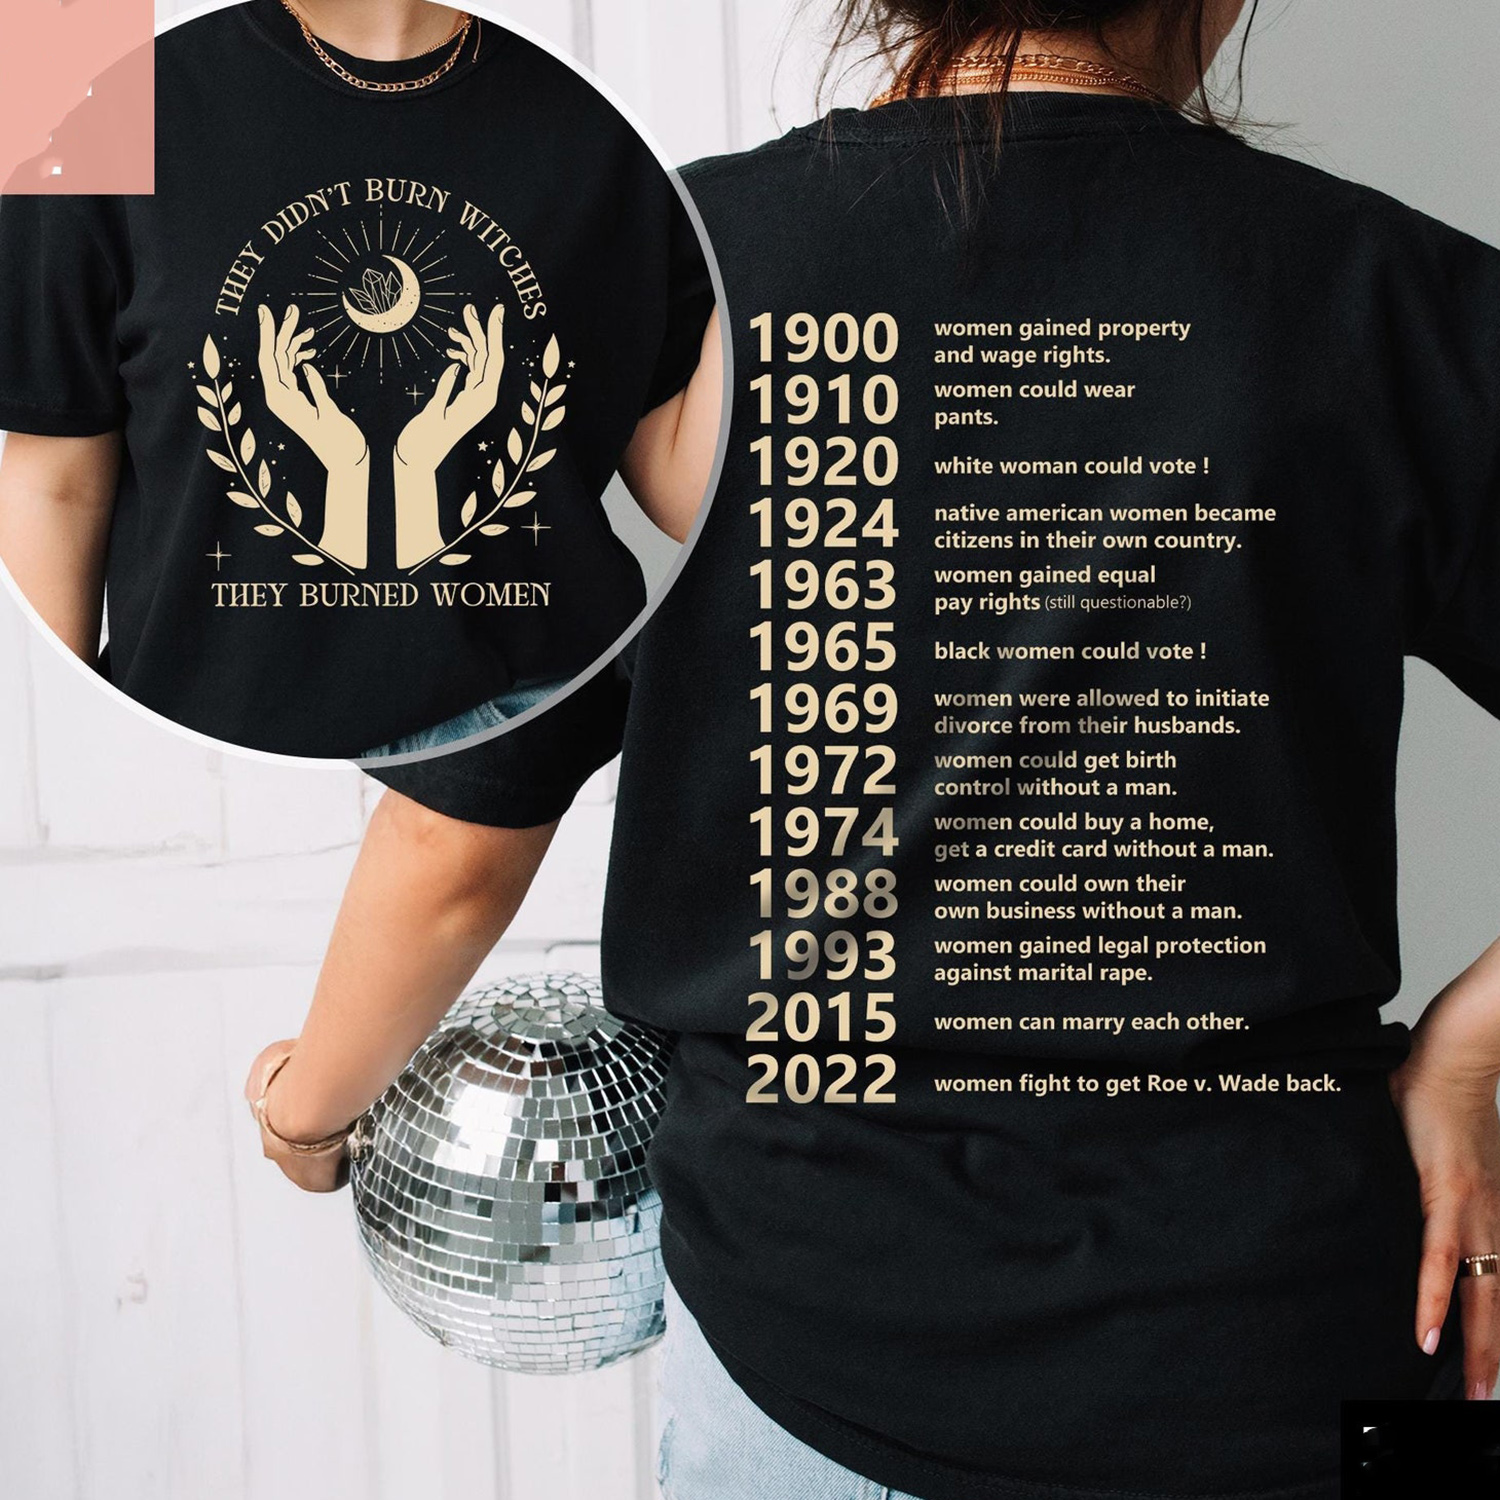 THEY DIDN'T BURN WITCHES
THEY BURNED WOMEN
1900 women gained property
and wage rights.
1910 women could wear
pants.
1920 white woman could vote !
1924 native american women became
citizens in their own country.
1963 women gained equal
pay rights (still questionable?)
1965 black women could vote !
1969 women were allowed to initiate
divorce from their husbands.
1972 women could get birth
control without a man.
1974 women could buy a home,
get a credit card without a man.
1988 women could own their
own business without a man.
1993 women gained legal protection
against marital rape.
2015 women can marry each other.
2022 women fight to get Roe v. Wade back.